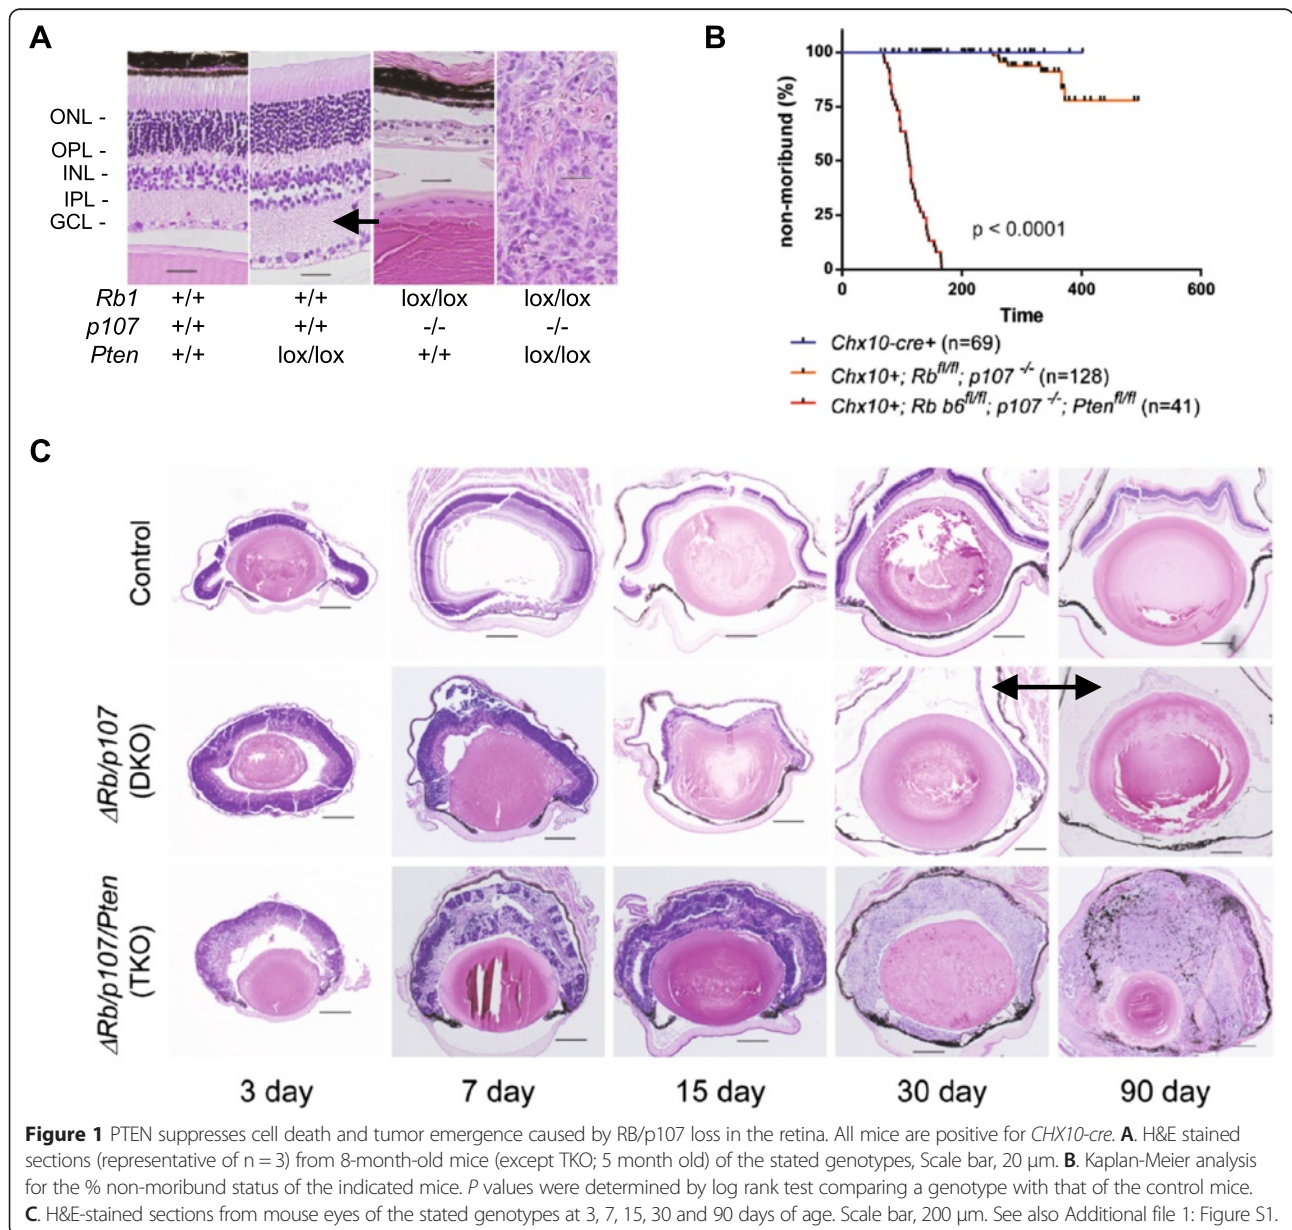 A
ONL -
OPL -
INL -
IPL -
GCL -
Rb1 +/+ +/+ lox/lox lox/lox
p107 +/+ +/+ -/- -/-
Pten +/+ lox/lox +/+ lox/lox
B
non-moribund (%)
100
75
50
25
0
p < 0.0001
0 200 400 600
Time
Chx10-cre+ (n=69)
Chx10+; Rb^fl/fl; p107 ^-/- (n=128)
Chx10+; Rb b6^fl/fl; p107 ^-/-; Pten^fl/fl (n=41)
C
Control
ΔRb/p107
(DKO)
ΔRb/p107/Pten
(TKO)
3 day 7 day 15 day 30 day 90 day
Figure 1 PTEN suppresses cell death and tumor emergence caused by RB/p107 loss in the retina. All mice are positive for CHX10-cre. A. H&E stained
sections (representative of n = 3) from 8-month-old mice (except TKO; 5 month old) of the stated genotypes, Scale bar, 20 μm. B. Kaplan-Meier analysis
for the % non-moribund status of the indicated mice. P values were determined by log rank test comparing a genotype with that of the control mice.
C. H&E-stained sections from mouse eyes of the stated genotypes at 3, 7, 15, 30 and 90 days of age. Scale bar, 200 μm. See also Additional file 1: Figure S1.